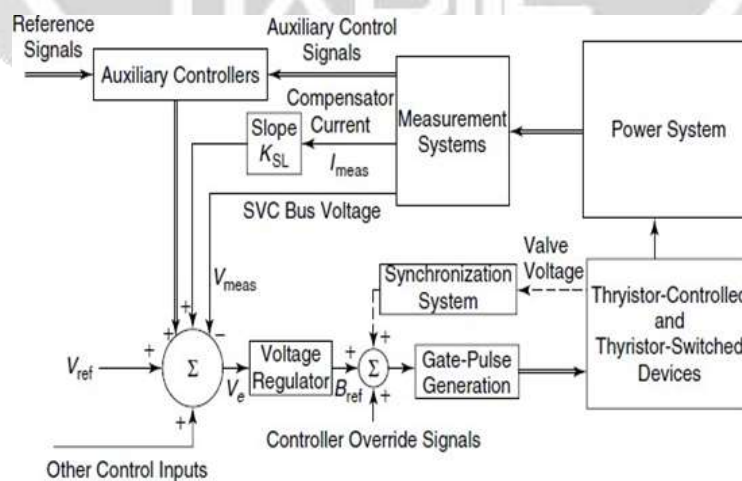 Reference
Signals
Auxiliary Controllers
Auxiliary Control
Signals
Compensator
Current
Slope
K_SL
I_meas
Measurement
Systems
Power System
SVC Bus Voltage
V_meas
Valve
Voltage
Synchronization
System
Thryistor-Controlled
and
Thyristor-Switched
Devices
+
+
−
+
V_ref
Σ
V_e
Voltage
Regulator
B_ref
+
+
Σ
+
Gate-Pulse
Generation
+
Controller Override Signals
Other Control Inputs